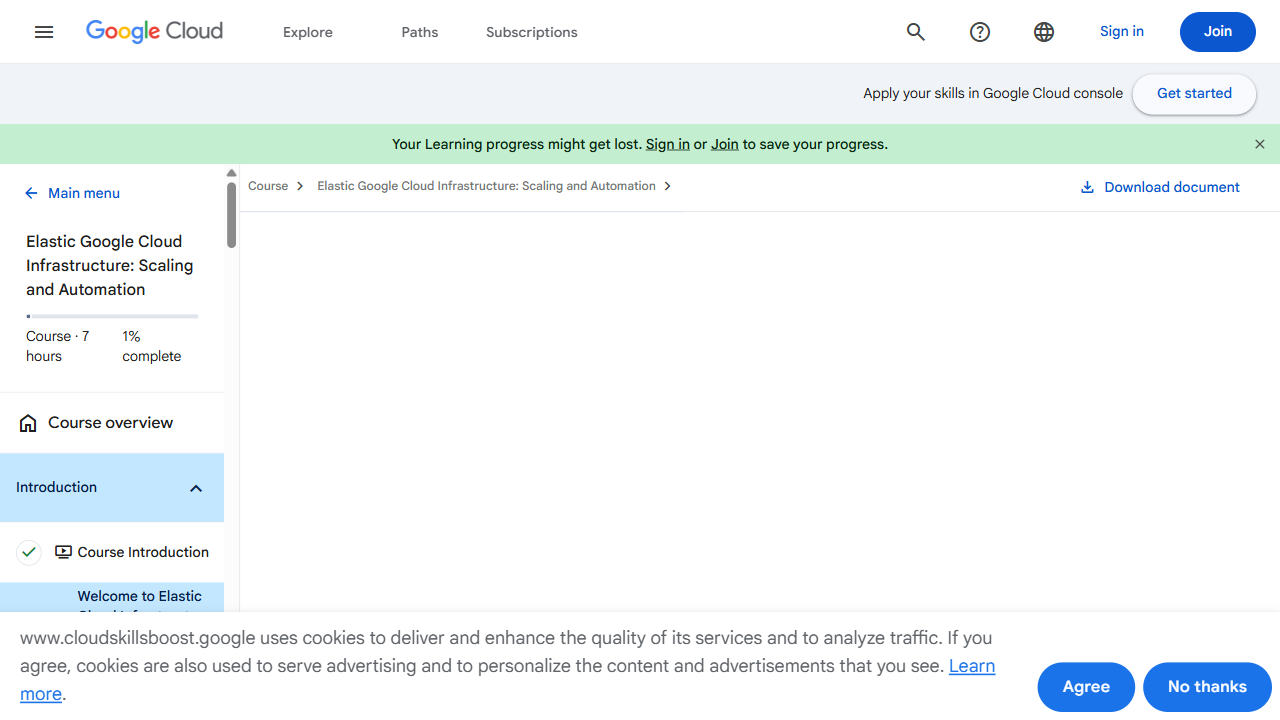 Google Cloud
Explore
Paths
Subscriptions
Sign in
Join
Apply your skills in Google Cloud console
Get started
Your Learning progress might get lost. Sign in or Join to save your progress.
Main menu
Course
Elastic Google Cloud Infrastructure: Scaling and Automation
Download document
Elastic Google Cloud
Infrastructure: Scaling
and Automation
Course · 7
hours
1%
complete
Course overview
Introduction
Course Introduction
Welcome to Elastic
www.cloudskillsboost.google uses cookies to deliver and enhance the quality of its services and to analyze traffic. If you
agree, cookies are also used to serve advertising and to personalize the content and advertisements that you see. Learn
more.
Agree
No thanks